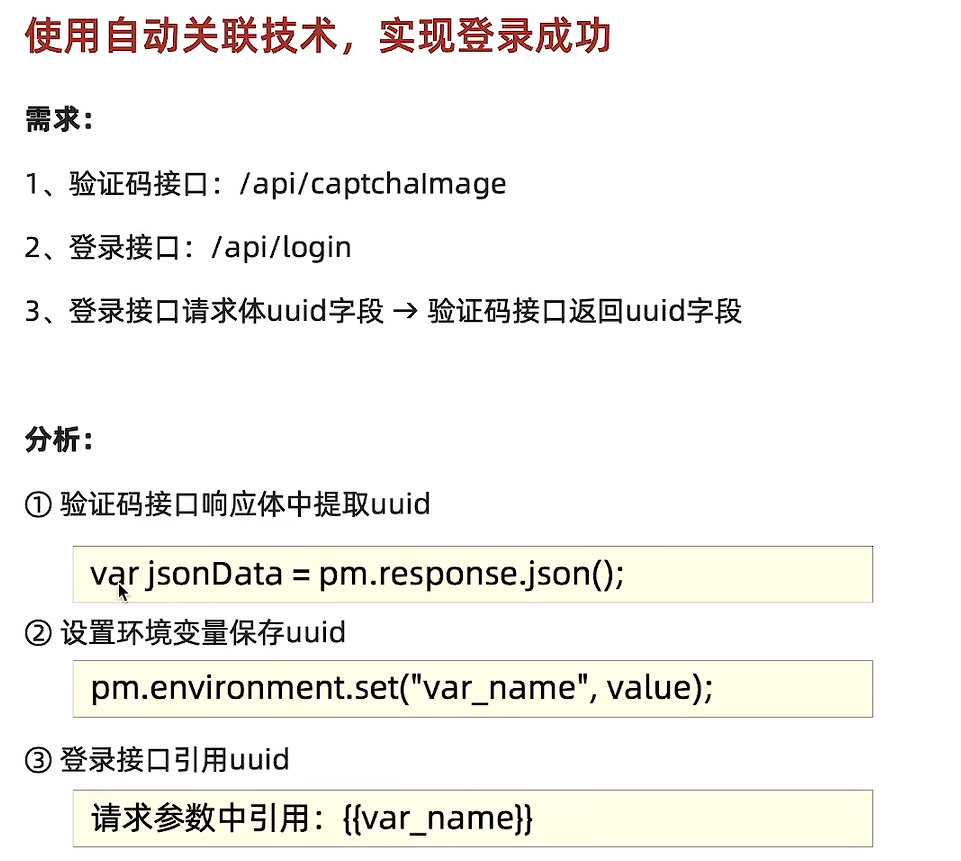 使用自动关联技术，实现登录成功
需求：
1、验证码接口：/api/captchaImage
2、登录接口：/api/login
3、登录接口请求体uuid字段 → 验证码接口返回uuid字段
分析：
① 验证码接口响应体中提取uuid
var jsonData = pm.response.json();
② 设置环境变量保存uuid
pm.environment.set("var_name", value);
③ 登录接口引用uuid
请求参数中引用：{{var_name}}